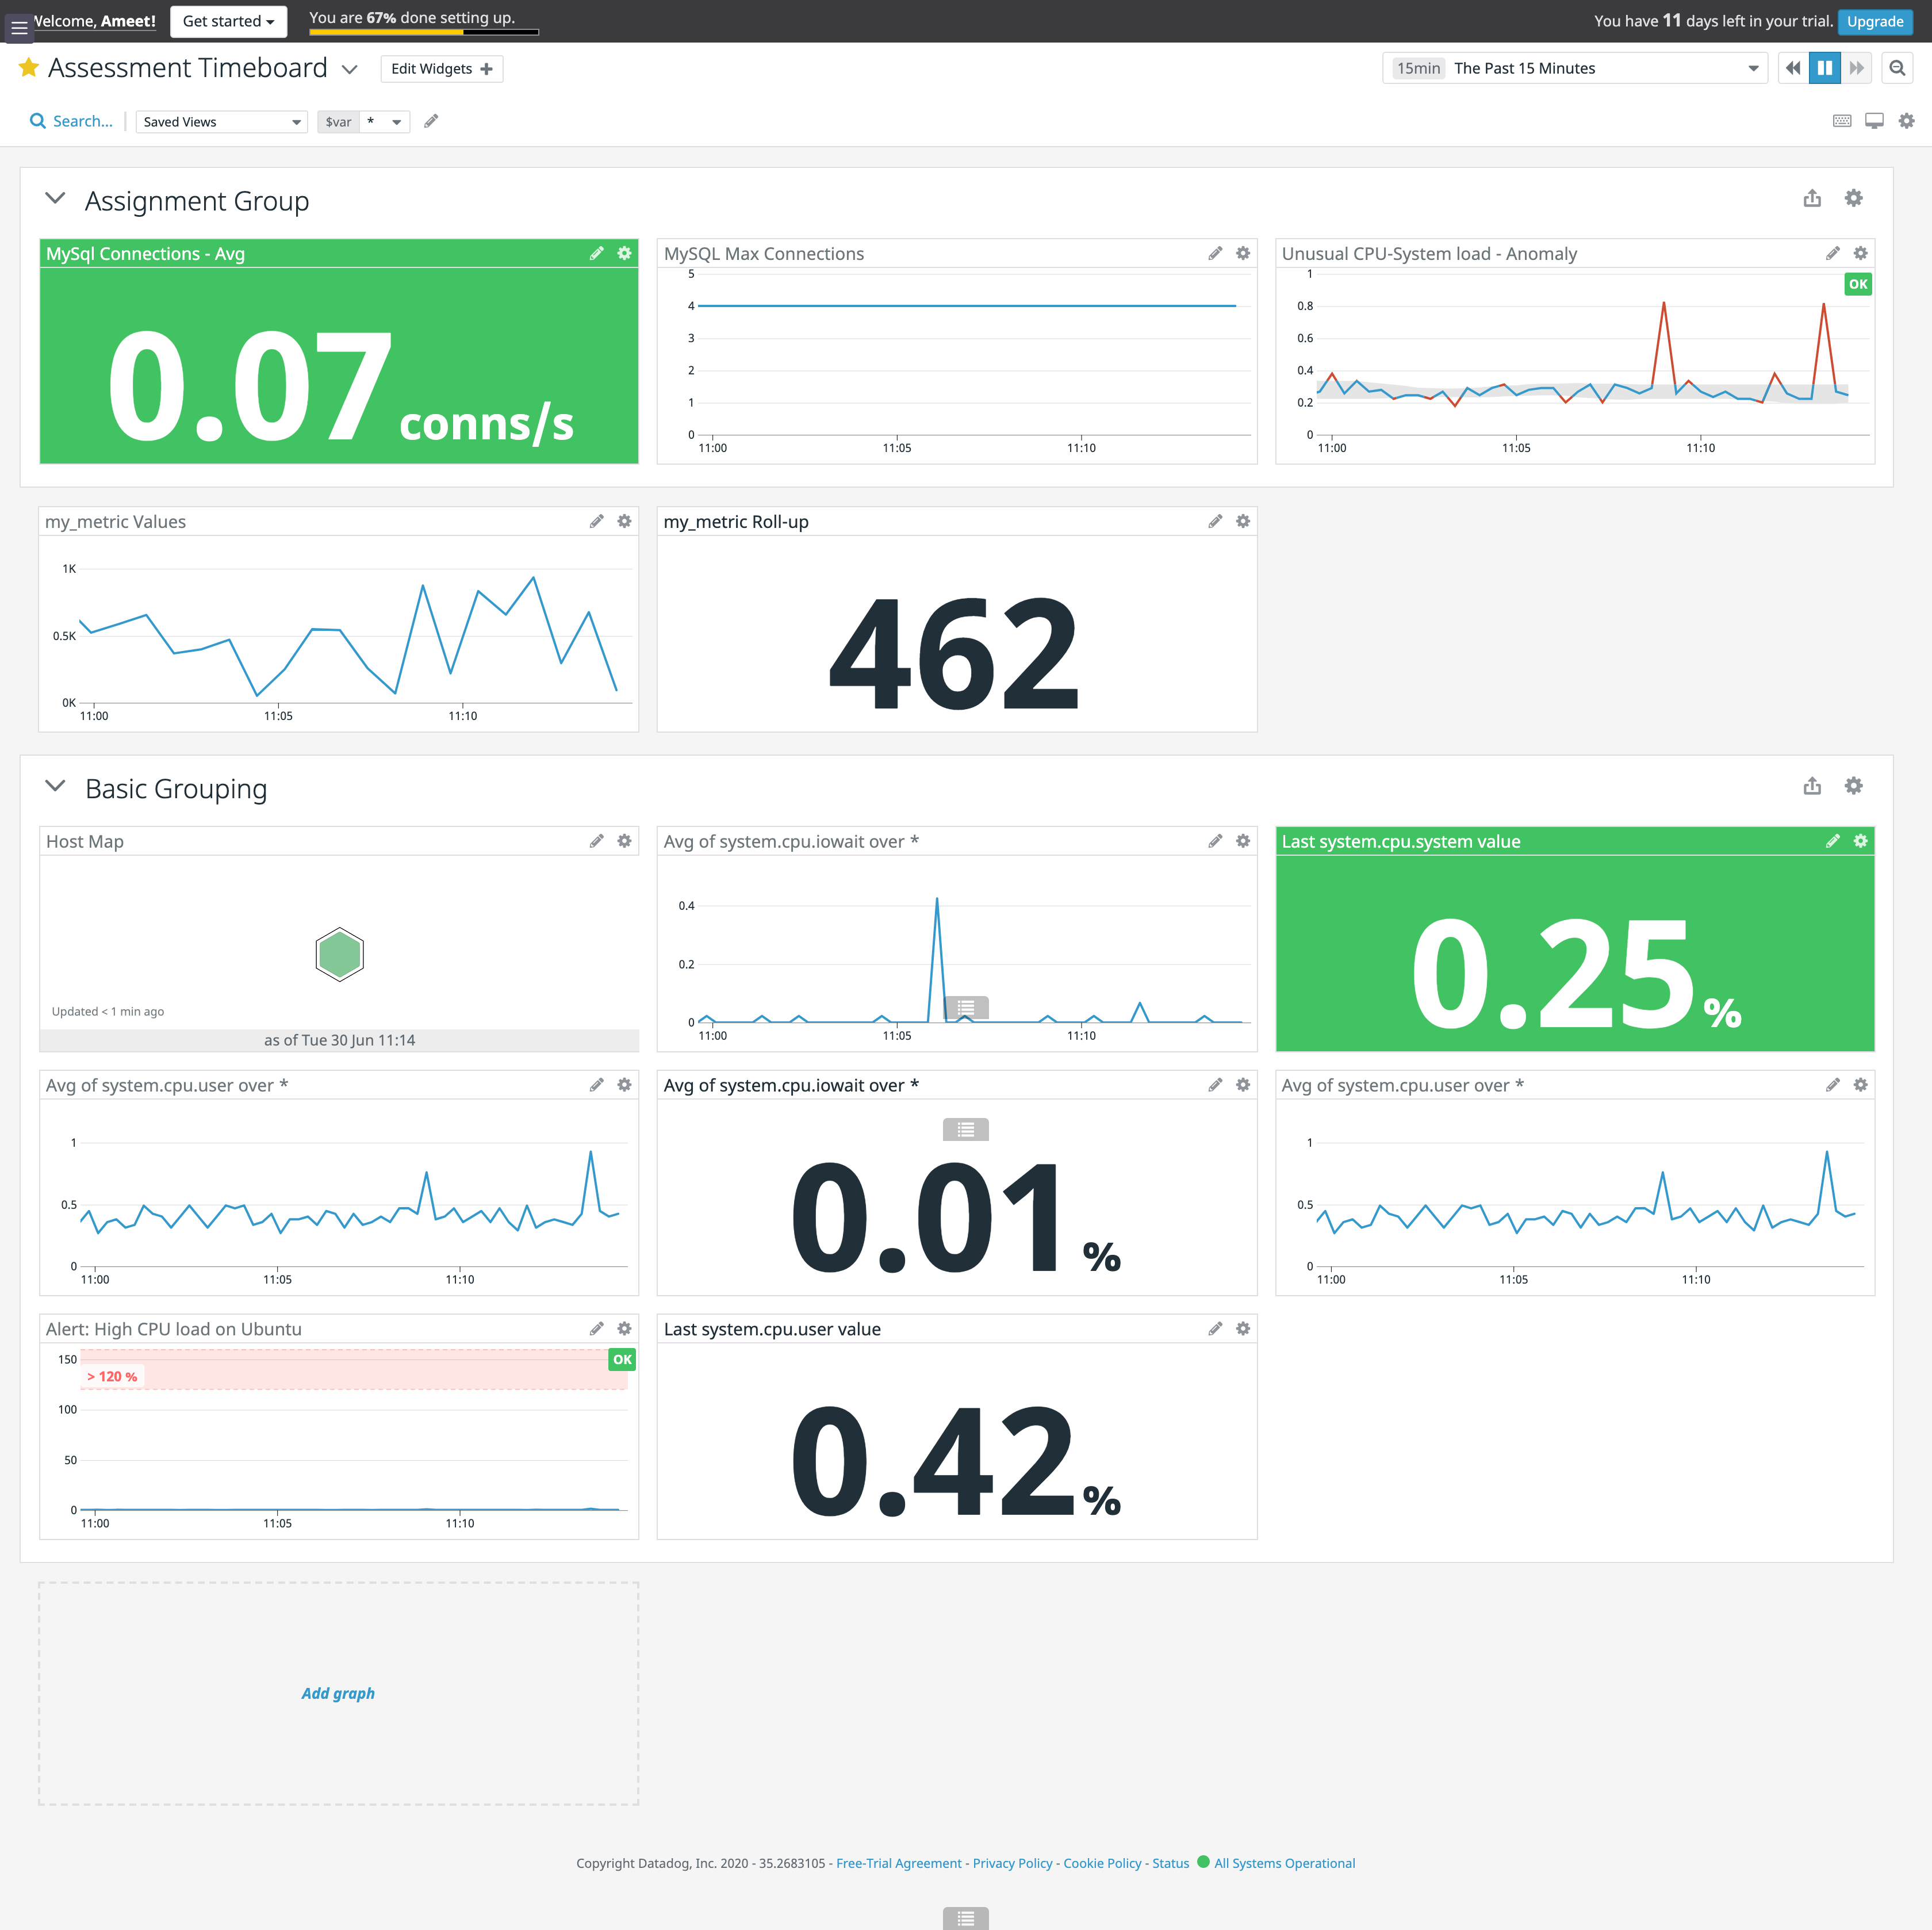 Welcome, Ameet!
Get started
You are 67% done setting up.
You have 11 days left in your trial.
Upgrade
Assessment Timeboard
Edit Widgets
15min The Past 15 Minutes
Search...
Saved Views
$var *
Assignment Group
MySql Connections - Avg
0.07 conns/s
MySQL Max Connections
5
4
3
2
1
0
11:00 11:05 11:10
Unusual CPU-System load - Anomaly
OK
1
0.8
0.6
0.4
0.2
0
11:00 11:05 11:10
my_metric Values
1K
0.5K
0K
11:00 11:05 11:10
my_metric Roll-up
462
Basic Grouping
Host Map
Updated < 1 min ago
as of Tue 30 Jun 11:14
Avg of system.cpu.iowait over *
0.4
0.2
0
11:00 11:05 11:10
Last system.cpu.system value
0.25 %
Avg of system.cpu.user over *
1
0.5
0
11:00 11:05 11:10
Avg of system.cpu.iowait over *
0.01 %
Avg of system.cpu.user over *
1
0.5
0
11:00 11:05 11:10
Alert: High CPU load on Ubuntu
OK
150
> 120 %
100
50
0
11:00 11:05 11:10
Last system.cpu.user value
0.42 %
Add graph
Copyright Datadog, Inc. 2020 - 35.2683105 - Free-Trial Agreement - Privacy Policy - Cookie Policy - Status All Systems Operational